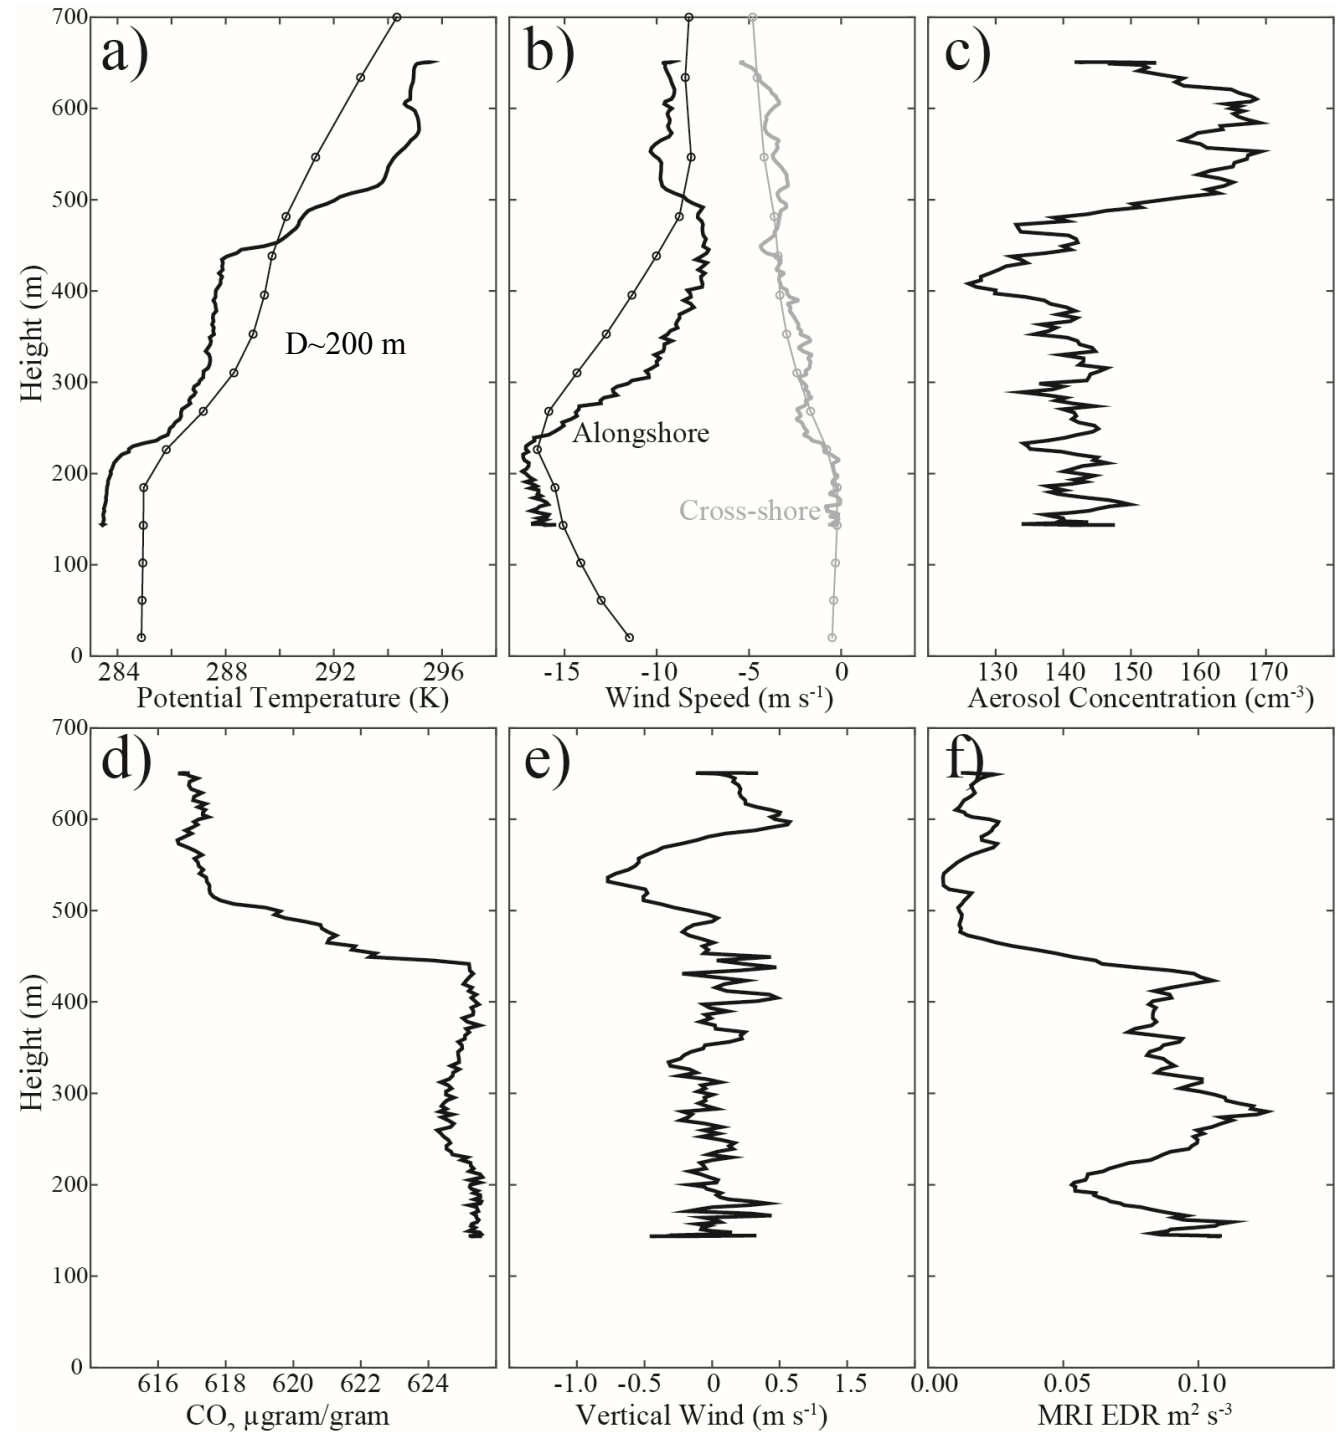 a)
b)
c)
700
600
500
400
300
200
100
0
Height (m)
D~200 m
Alongshore
Cross-shore
284 288 292 296
-15 -10 -5 0
130 140 150 160 170
Potential Temperature (K)
Wind Speed (m s⁻¹)
Aerosol Concentration (cm⁻³)
d)
e)
f)
700
600
500
400
300
200
100
0
Height (m)
616 618 620 622 624
-1.0 -0.5 0 0.5 1.5
0.00 0.05 0.10
CO₂ µgram/gram
Vertical Wind (m s⁻¹)
MRI EDR m² s⁻³